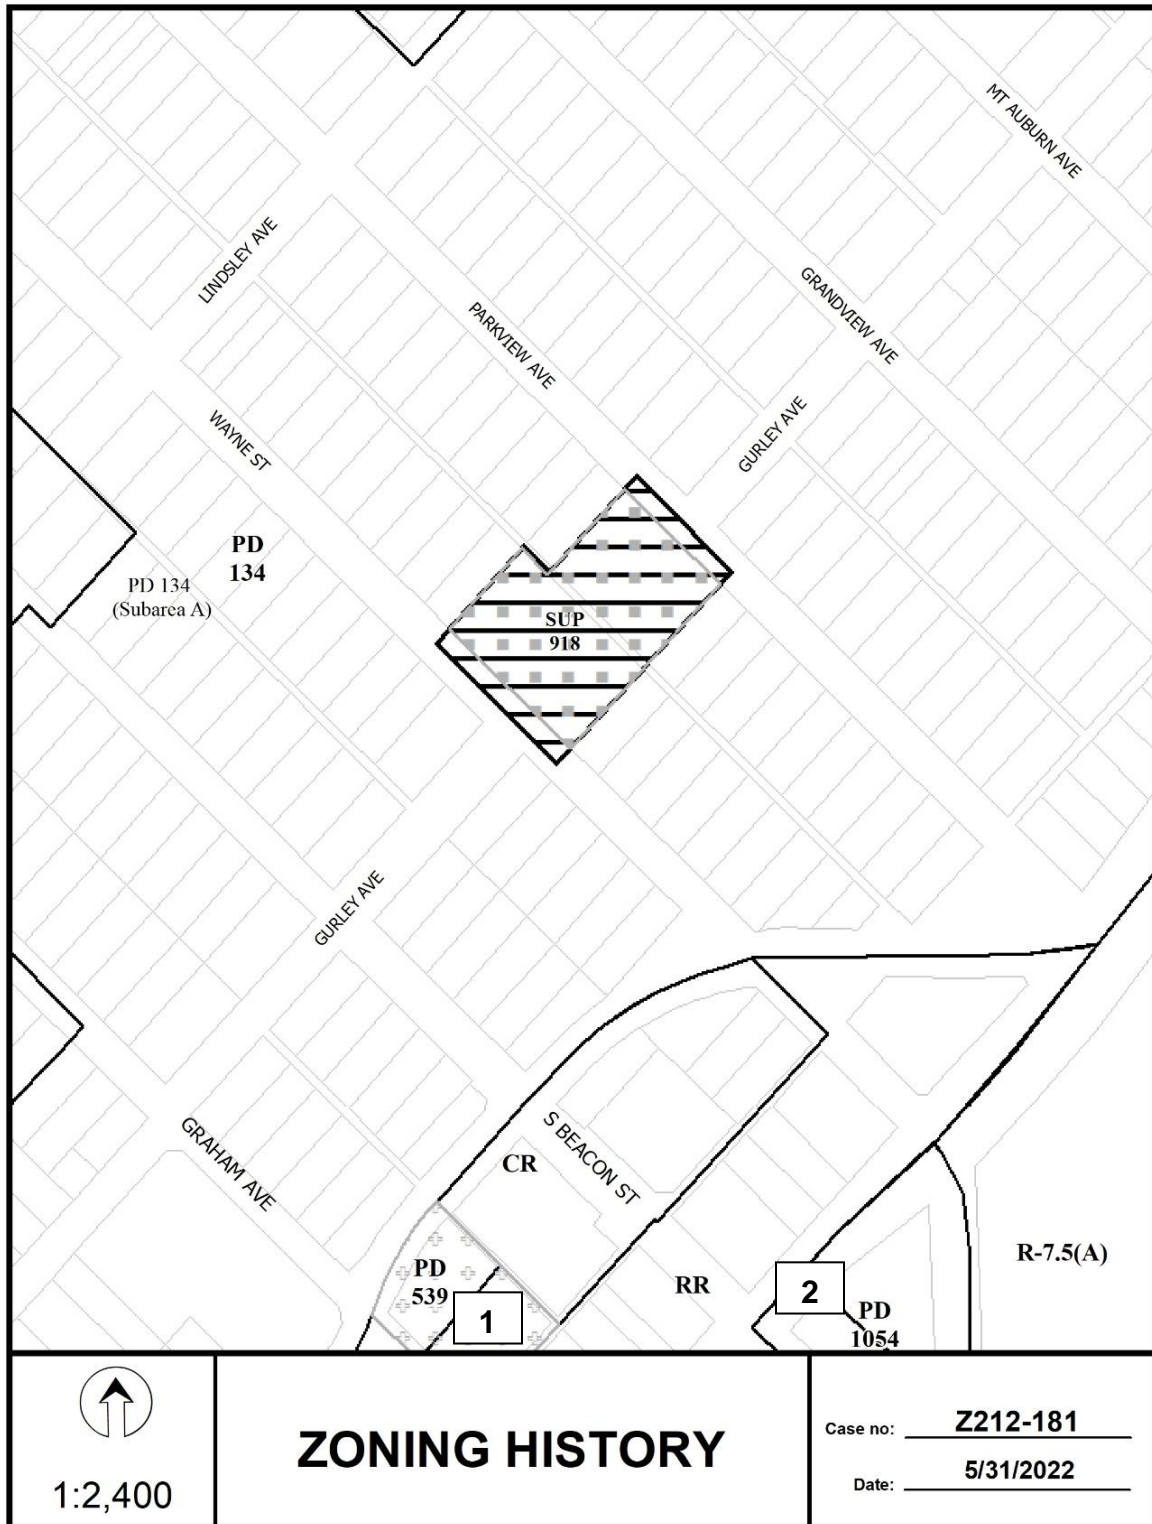 MT AUBURN AVE
LINDSLEY AVE
GRANDVIEW AVE
PARKVIEW AVE
GURLEY AVE
WAYNE ST
PD
134
PD 134
(Subarea A)
SUP
918
GURLEY AVE
S BEACON ST
GRAHAM AVE
CR
PD
539
1
RR
2
PD
1054
R-7.5(A)
1:2,400
ZONING HISTORY
Case no: Z212-181
Date: 5/31/2022